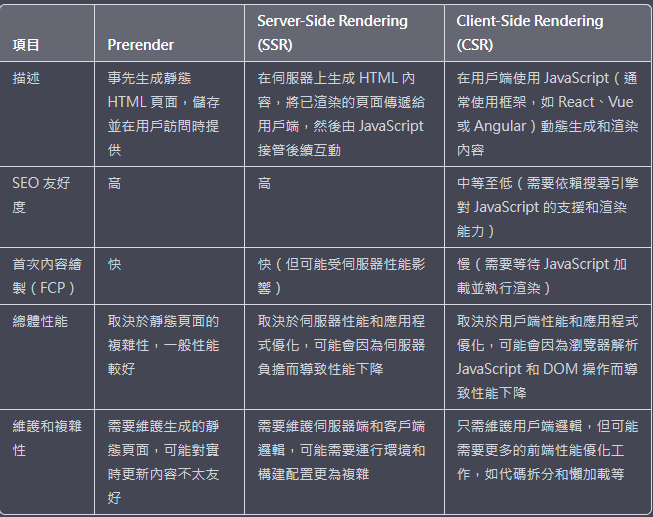 項目
Prerender
Server-Side Rendering
(SSR)
Client-Side Rendering
(CSR)
描述
事先生成靜態
HTML 頁面，儲存
並在用戶訪問時提
供
在伺服器上生成 HTML 內
容，將已渲染的頁面傳遞給
用戶端，然後由 JavaScript
接管後續互動
在用戶端使用 JavaScript（通
常使用框架，如 React、Vue
或 Angular）動態生成和渲染
內容
SEO 友好
度
高
高
中等至低（需要依賴搜尋引擎
對 JavaScript 的支援和渲染
能力）
首次內容繪
製（FCP）
快
快（但可能受伺服器性能影
響）
慢（需要等待 JavaScript 加
載並執行渲染）
總體性能
取決於靜態頁面的
複雜性，一般性能
較好
取決於伺服器性能和應用程
式優化，可能會因為伺服器
負擔而導致性能下降
取決於用戶端性能和應用程式
優化，可能會因為瀏覽器解析
JavaScript 和 DOM 操作而導
致性能下降
維護和複雜
性
需要維護生成的靜
態頁面，可能對實
時更新內容不太友
好
需要維護伺服器端和客戶端
邏輯，可能需要運行環境和
構建配置更為複雜
只需維護用戶端邏輯，但可能
需要更多的前端性能優化工
作，如代碼拆分和懶加載等